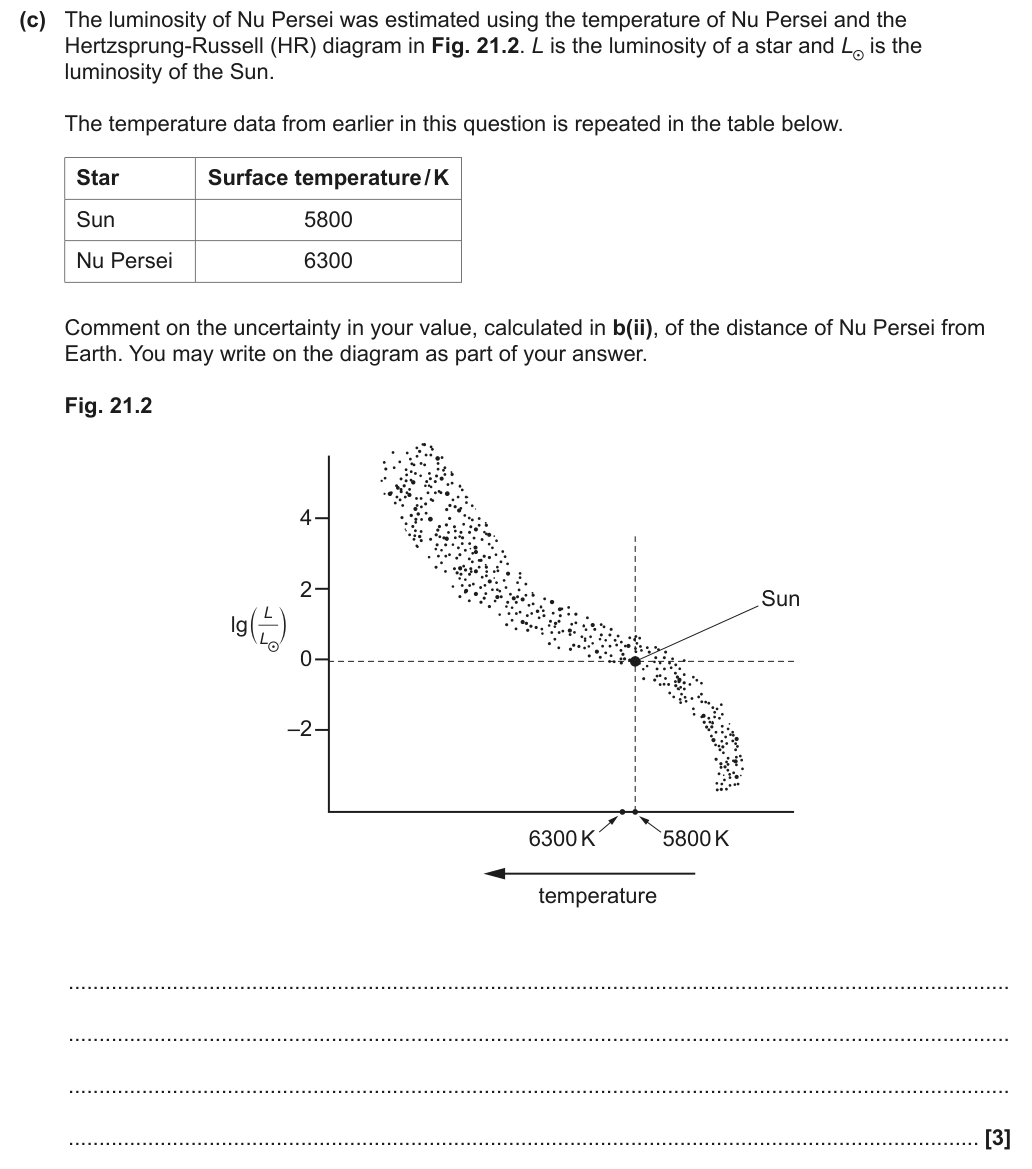 (c) The luminosity of Nu Persei was estimated using the temperature of Nu Persei and the
Hertzsprung-Russell (HR) diagram in Fig. 21.2. L is the luminosity of a star and L⊙ is the
luminosity of the Sun.
The temperature data from earlier in this question is repeated in the table below.
Star Surface temperature/K
Sun 5800
Nu Persei 6300
Comment on the uncertainty in your value, calculated in b(ii), of the distance of Nu Persei from
Earth. You may write on the diagram as part of your answer.
Fig. 21.2
4
2
Sun
lg(L/L⊙)
0
–2
6300K 5800K
temperature
[3]